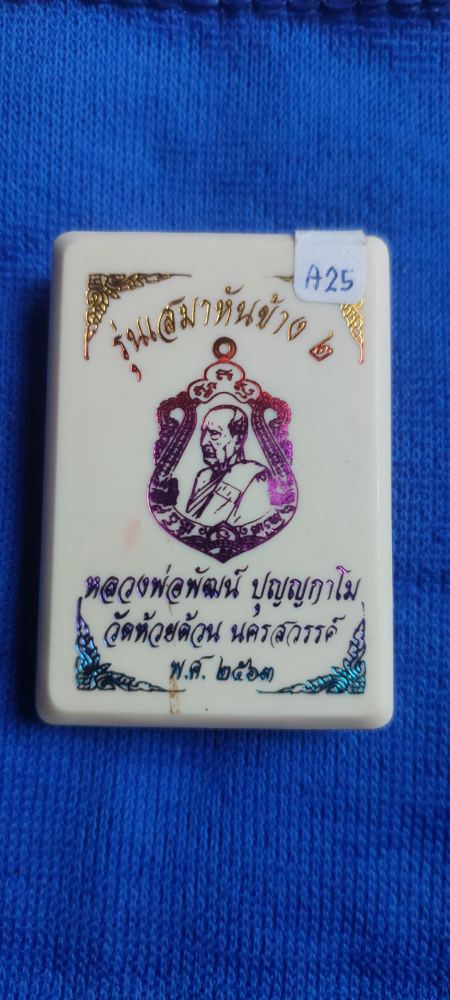 A25
รุ่นเสมาหันข้าง ๒
หลวงพ่อพัฒน์ ปุญญกาโม
วัดห้วยด้วน นครสวรรค์
พ.ศ. ๒๕๖๓